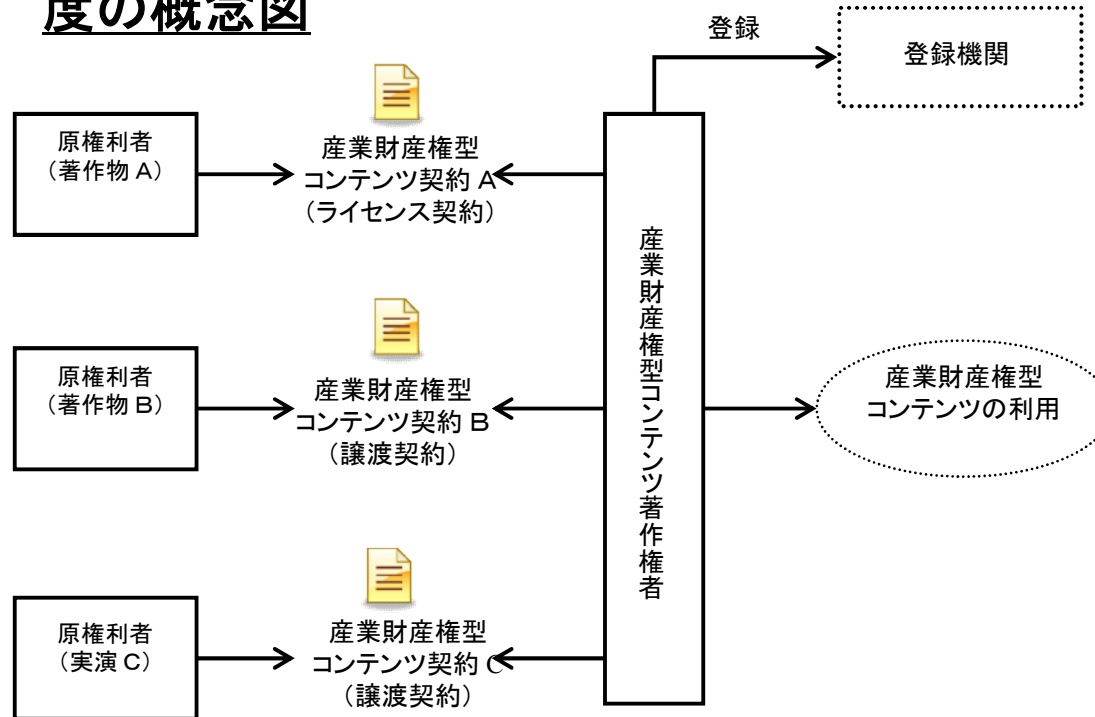 度の概念図
登録
登録機関
原権利者
（著作物 A）
産業財産権型
コンテンツ契約 A
（ライセンス契約）
原権利者
（著作物 B）
産業財産権型
コンテンツ契約 B
（譲渡契約）
原権利者
（実演 C）
産業財産権型
コンテンツ契約 C
（譲渡契約）
産業財産権型コンテンツ著作権者
産業財産権型
コンテンツの利用